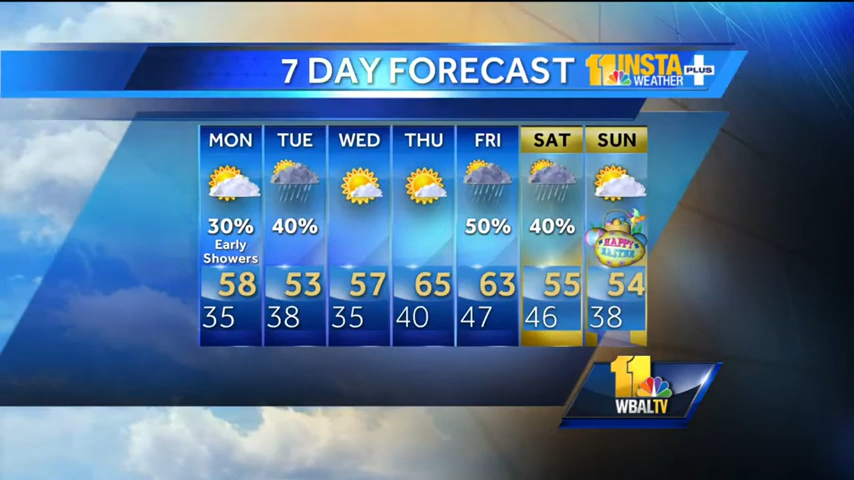 7 DAY FORECAST
11 INSTA
WEATHER PLUS
MON TUE WED THU FRI SAT SUN
30% 40% 50% 40%
Early
Showers
HAPPY
EASTER
58 53 57 65 63 55 54
35 38 35 40 47 46 38
11
WBALTV